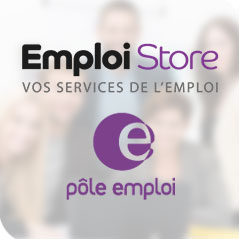 Emploi Store
VOS SERVICES DE L'EMPLOI
e
pôle emploi